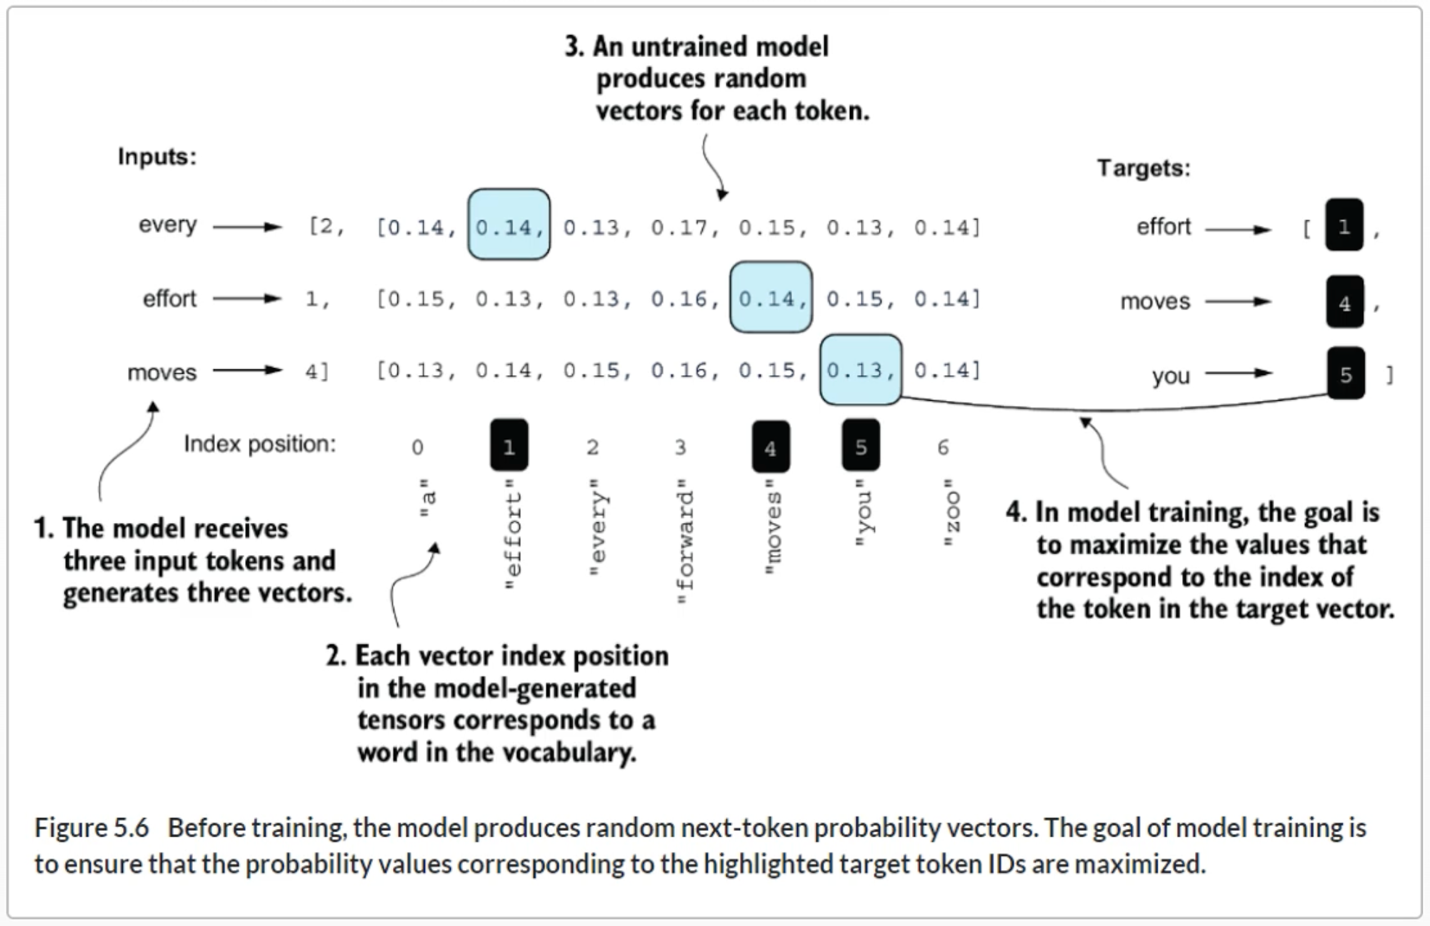 3. An untrained model
produces random
vectors for each token.
Inputs:
Targets:
every [2, [0.14, 0.14, 0.13, 0.17, 0.15, 0.13, 0.14] effort [ 1 ,
effort 1, [0.15, 0.13, 0.13, 0.16, 0.14, 0.15, 0.14] moves 4 ,
moves 4] [0.13, 0.14, 0.15, 0.16, 0.15, 0.13, 0.14] you 5 ]
Index position: 0 1 2 3 4 5 6
"a" "effort" "every" "forward" "moves" "you" "zoo"
1. The model receives
three input tokens and
generates three vectors.
2. Each vector index position
in the model-generated
tensors corresponds to a
word in the vocabulary.
4. In model training, the goal is
to maximize the values that
correspond to the index of
the token in the target vector.
Figure 5.6 Before training, the model produces random next-token probability vectors. The goal of model training is
to ensure that the probability values corresponding to the highlighted target token IDs are maximized.